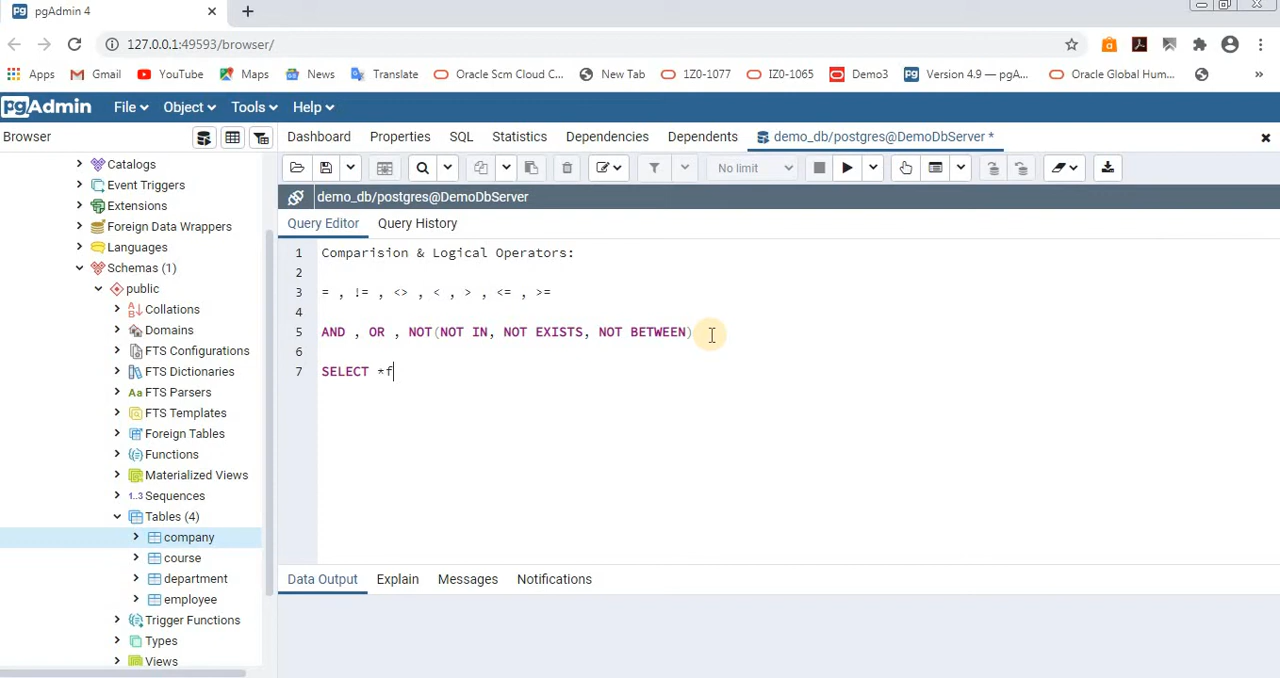 pgAdmin 4
127.0.0.1:49593/browser/
Apps Gmail YouTube Maps News Translate Oracle Scm Cloud C... New Tab 1Z0-1077 IZ0-1065 Demo3 Version 4.9 — pgA... Oracle Global Hum... »
pgAdmin File Object Tools Help
Browser Dashboard Properties SQL Statistics Dependencies Dependents demo_db/postgres@DemoDbServer *
No limit
demo_db/postgres@DemoDbServer
Query Editor Query History
Catalogs
Event Triggers
Extensions
Foreign Data Wrappers
Languages
Schemas (1)
public
Collations
Domains
FTS Configurations
FTS Dictionaries
Aa FTS Parsers
FTS Templates
Foreign Tables
Functions
Materialized Views
1..3 Sequences
Tables (4)
company
course
department
employee
Trigger Functions
Types
Views
1 Comparision & Logical Operators:
2
3 = , != , <> , < , > , <= , >=
4
5 AND , OR , NOT(NOT IN, NOT EXISTS, NOT BETWEEN)
6
7 SELECT *f
Data Output Explain Messages Notifications